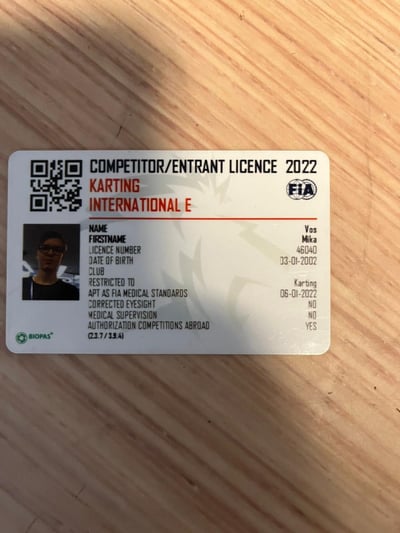 COMPETITOR/ENTRANT LICENCE 2022
KARTING
INTERNATIONAL E
FiA
NAME Vos
FIRSTNAME Mika
LICENCE NUMBER 46040
DATE OF BIRTH 03-01-2002
CLUB
RESTRICTED TO Karting
APT AS FIA MEDICAL STANDARDS 06-01-2022
CORRECTED EYESIGHT NO
MEDICAL SUPERVISION NO
AUTHORIZATION COMPETITIONS ABROAD YES
(2.3.7 / 3.9.4)
BIOPAS